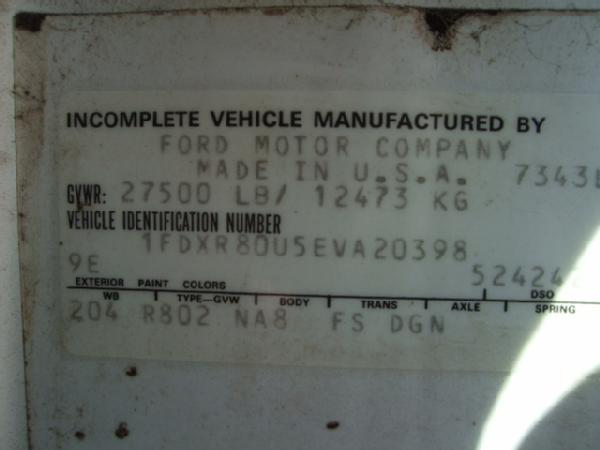 INCOMPLETE VEHICLE MANUFACTURED BY
FORD MOTOR COMPANY
MADE IN U.S.A.
GVWR: 27500 LB/ 12473 KG
VEHICLE IDENTIFICATION NUMBER
1FDXR80U5EVA20398
9E
EXTERIOR PAINT COLORS DSO
WB TYPE—GVW BODY TRANS AXLE SPRING
204 R802 NA8 FS DGN